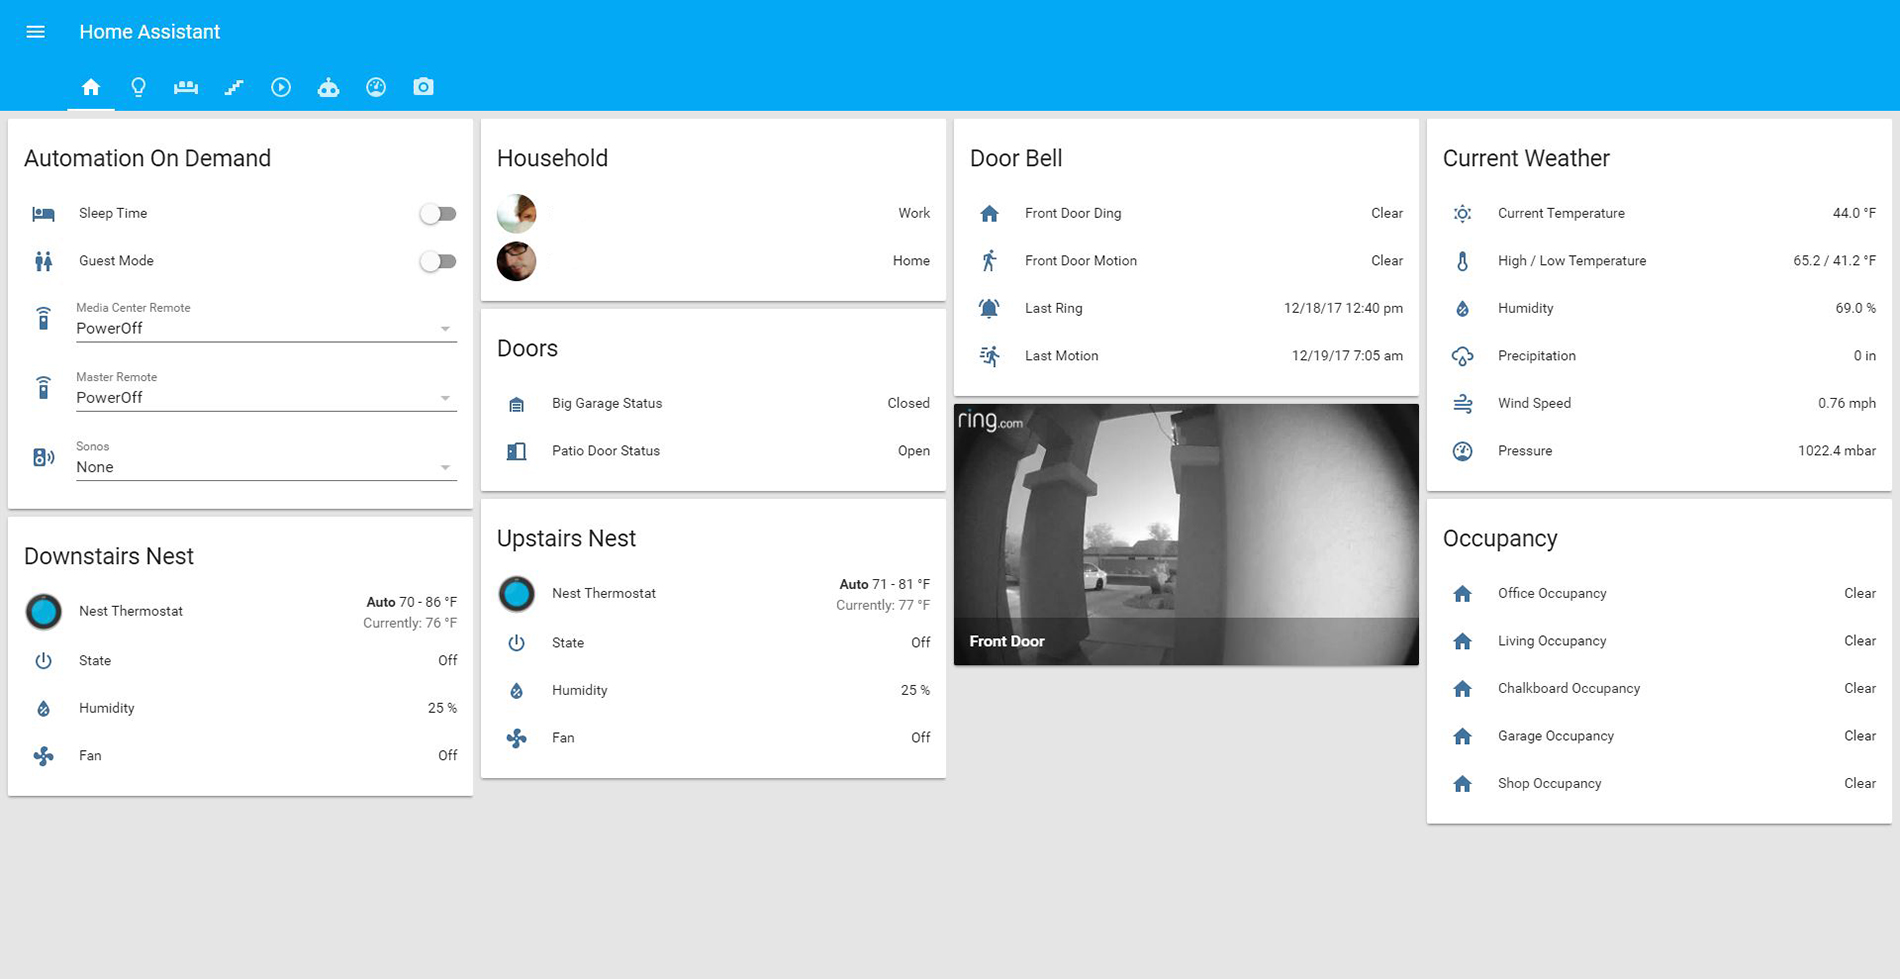 Home Assistant
Automation On Demand
Sleep Time
Guest Mode
Media Center Remote
PowerOff
Master Remote
PowerOff
Sonos
None
Downstairs Nest
Nest Thermostat
Auto 70 - 86 °F
Currently: 76 °F
State Off
Humidity 25 %
Fan Off
Household
Work
Home
Doors
Big Garage Status Closed
Patio Door Status Open
Upstairs Nest
Nest Thermostat
Auto 71 - 81 °F
Currently: 77 °F
State Off
Humidity 25 %
Fan Off
Door Bell
Front Door Ding Clear
Front Door Motion Clear
Last Ring 12/18/17 12:40 pm
Last Motion 12/19/17 7:05 am
ring.com
Front Door
Current Weather
Current Temperature 44.0 °F
High / Low Temperature 65.2 / 41.2 °F
Humidity 69.0 %
Precipitation 0 in
Wind Speed 0.76 mph
Pressure 1022.4 mbar
Occupancy
Office Occupancy Clear
Living Occupancy Clear
Chalkboard Occupancy Clear
Garage Occupancy Clear
Shop Occupancy Clear